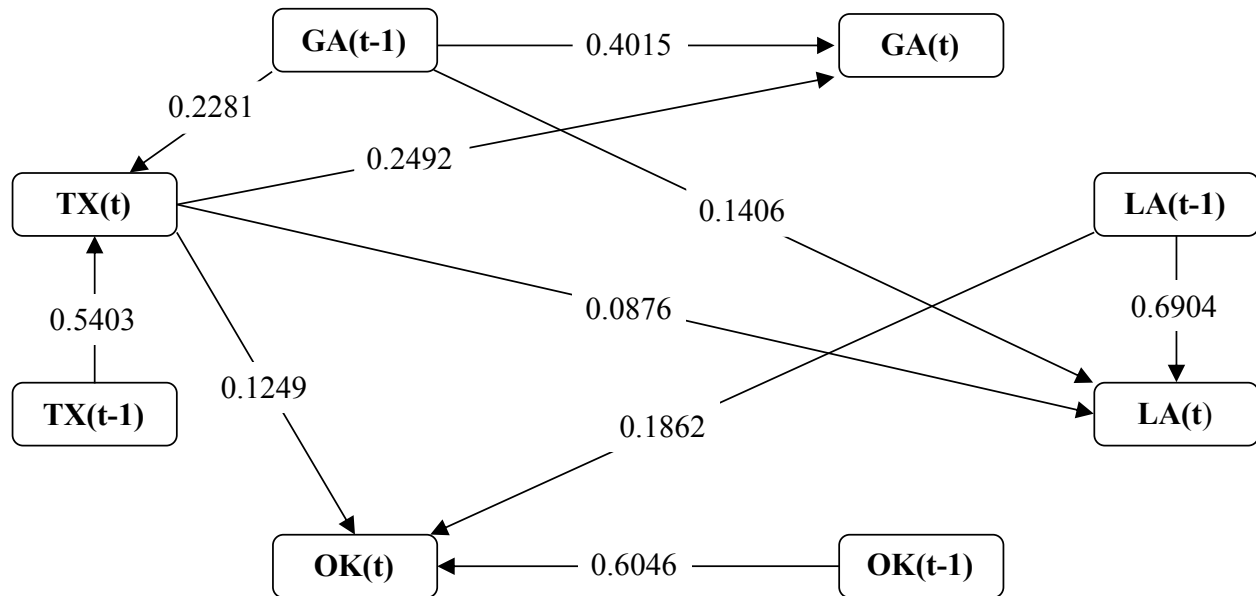 GA(t-1)
0.4015
GA(t)
0.2281
0.2492
TX(t)
0.1406
LA(t-1)
0.5403
0.0876
0.6904
TX(t-1)
0.1249
0.1862
LA(t)
OK(t)
0.6046
OK(t-1)